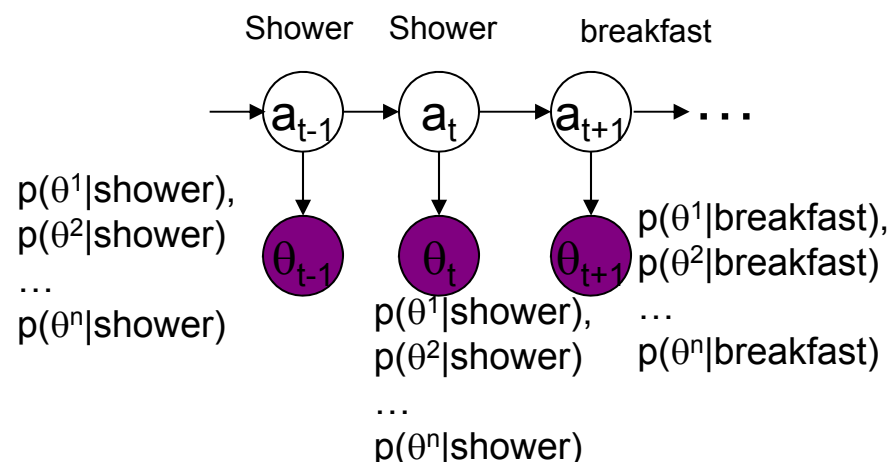 Shower Shower breakfast
a_{t-1} a_t a_{t+1} ...
p(θ¹|shower),
p(θ²|shower)
…
p(θⁿ|shower)
θ_{t-1} θ_t θ_{t+1}
p(θ¹|shower),
p(θ²|shower)
…
p(θⁿ|shower)
p(θ¹|breakfast),
p(θ²|breakfast)
…
p(θⁿ|breakfast)